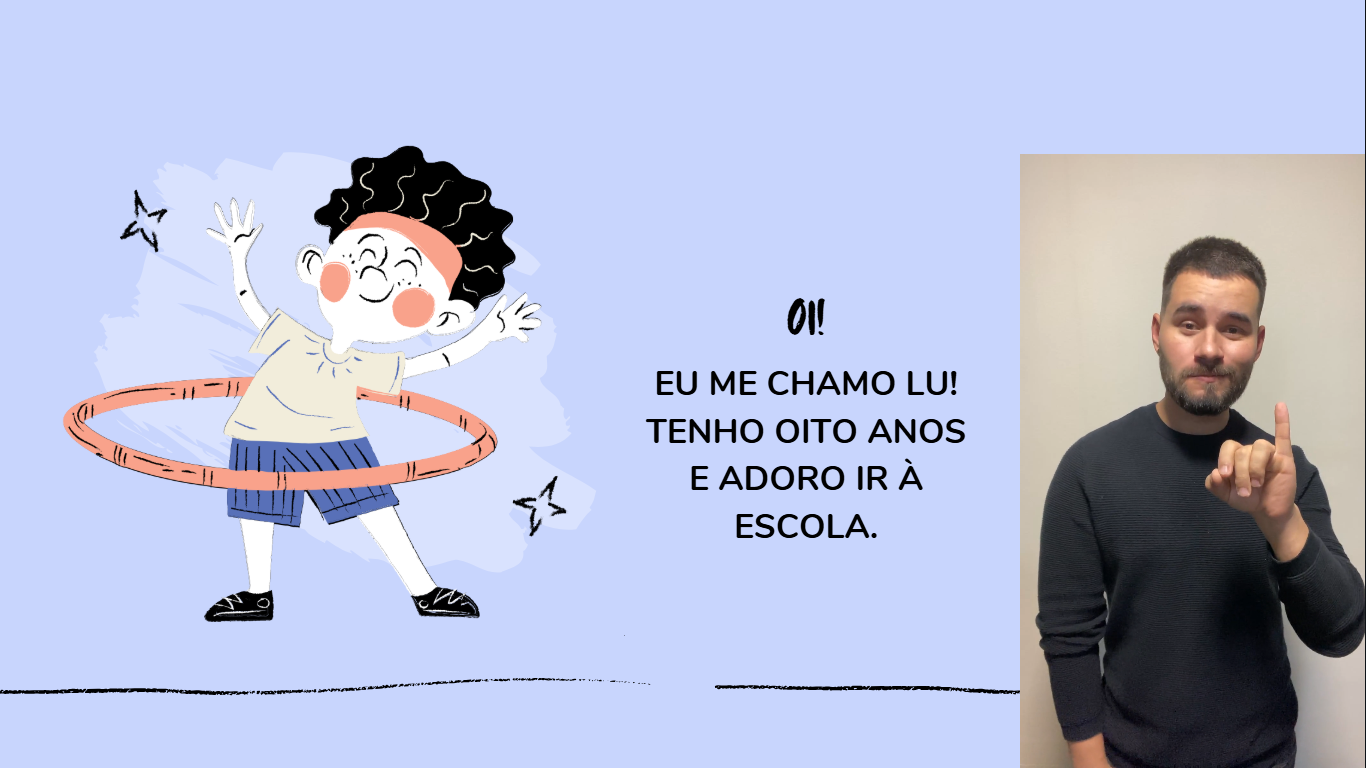 OI!
EU ME CHAMO LU!
TENHO OITO ANOS
E ADORO IR À
ESCOLA.